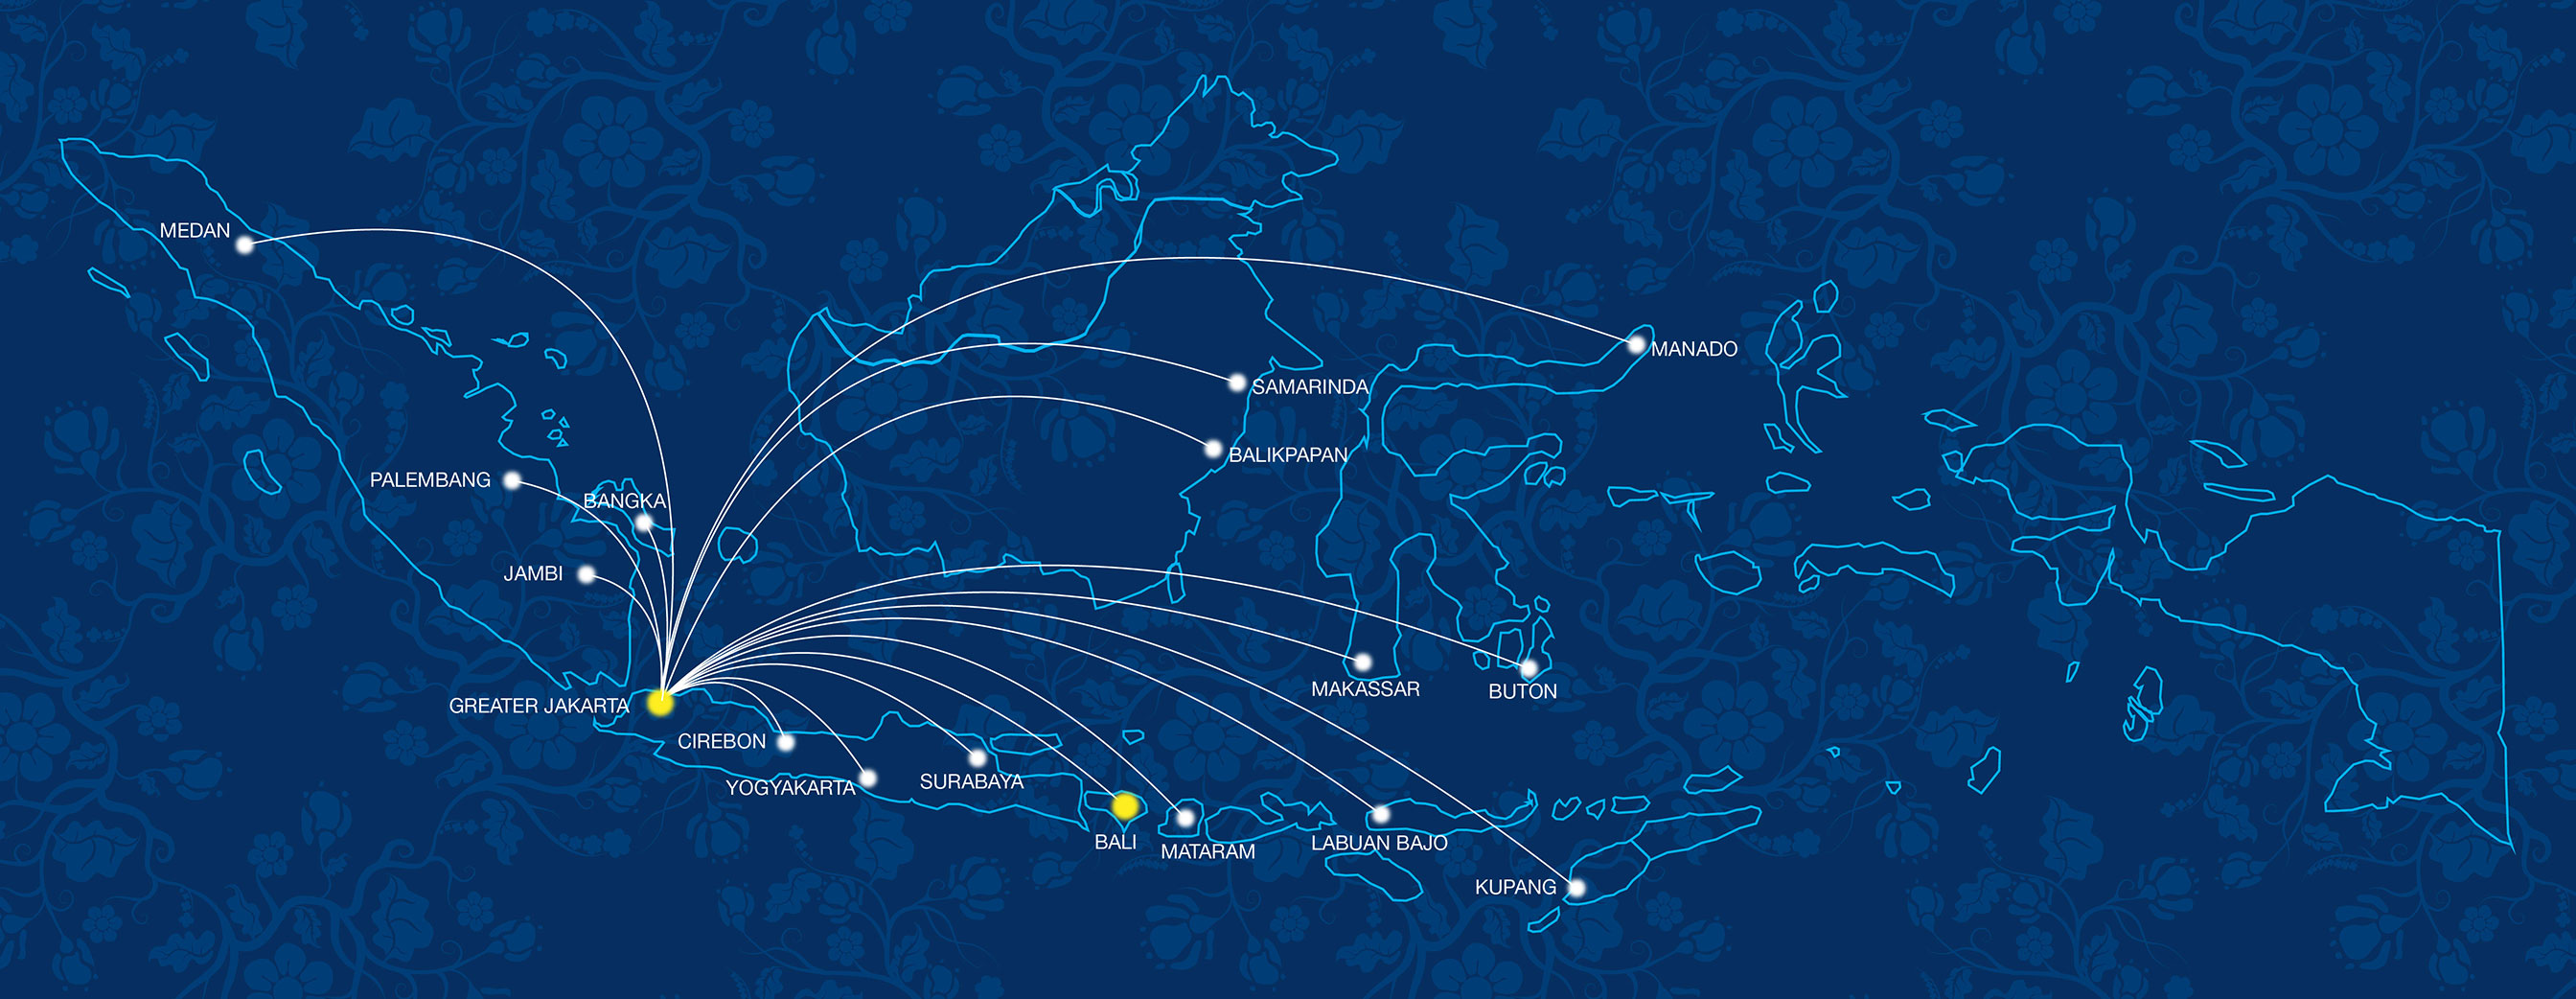 MEDAN
MANADO
SAMARINDA
BALIKPAPAN
PALEMBANG
BANGKA
JAMBI
MAKASSAR
BUTON
GREATER JAKARTA
CIREBON
YOGYAKARTA
SURABAYA
BALI
MATARAM
LABUAN BAJO
KUPANG